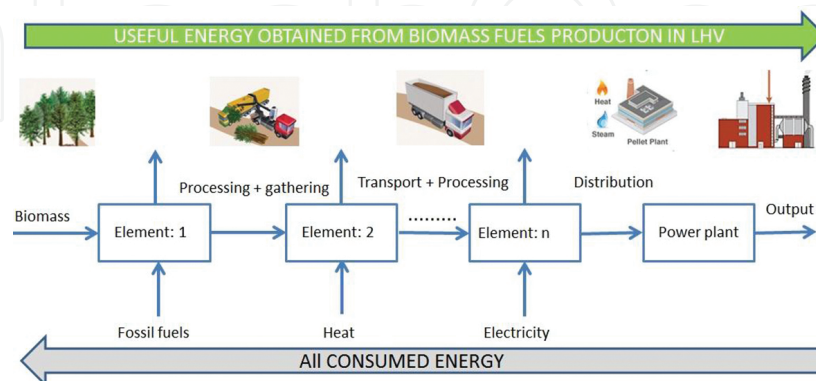 USEFUL ENERGY OBTAINED FROM BIOMASS FUELS PRODUCTON IN LHV
Heat
Steam
Pellet Plant
Processing + gathering
Transport + Processing
Distribution
Biomass
Element: 1
Element: 2
.........
Element: n
Power plant
Output
Fossil fuels
Heat
Electricity
All CONSUMED ENERGY